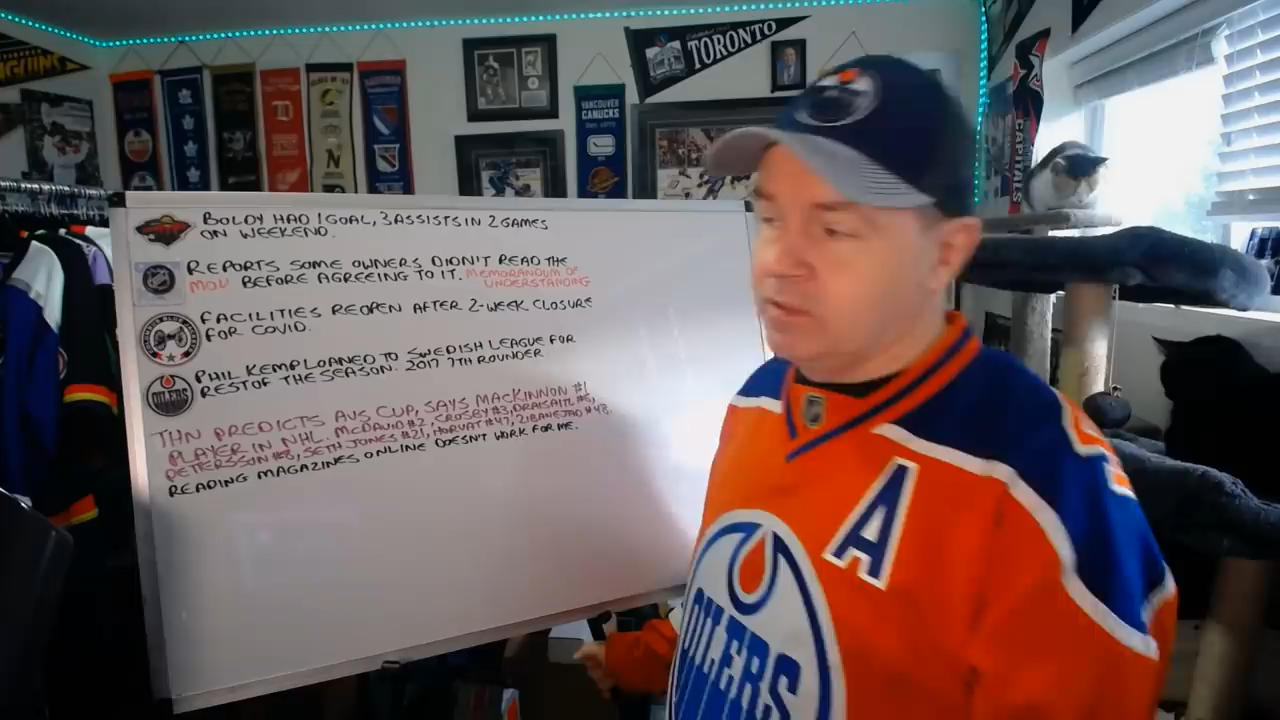 TORONTO
VANCOUVER
CANUCKS
CAPITALS
BOLDY HAD 1 GOAL, 3 ASSISTS IN 2 GAMES
ON WEEKEND.
REPORTS SOME OWNERS DIDN'T READ THE
MOU BEFORE AGREEING TO IT. MEMORANDUM OF
UNDERSTANDING
FACILITIES REOPEN AFTER 2-WEEK CLOSURE
FOR COVID.
PHIL KEMP LOANED TO SWEDISH LEAGUE FOR
REST OF THE SEASON. 2017 7TH ROUNDER
OILERS
THN PREDICTS AVS CUP, SAYS MACKINNON #1
PLAYER IN NHL. MCDAVID #2, CROSBY #3, DRAISAITL #5,
PETERSSON #8, SETH JONES #21, HORVAT #47, ZIBANEJAD #48.
READING MAGAZINES ONLINE DOESN'T WORK FOR ME.
A
OILERS